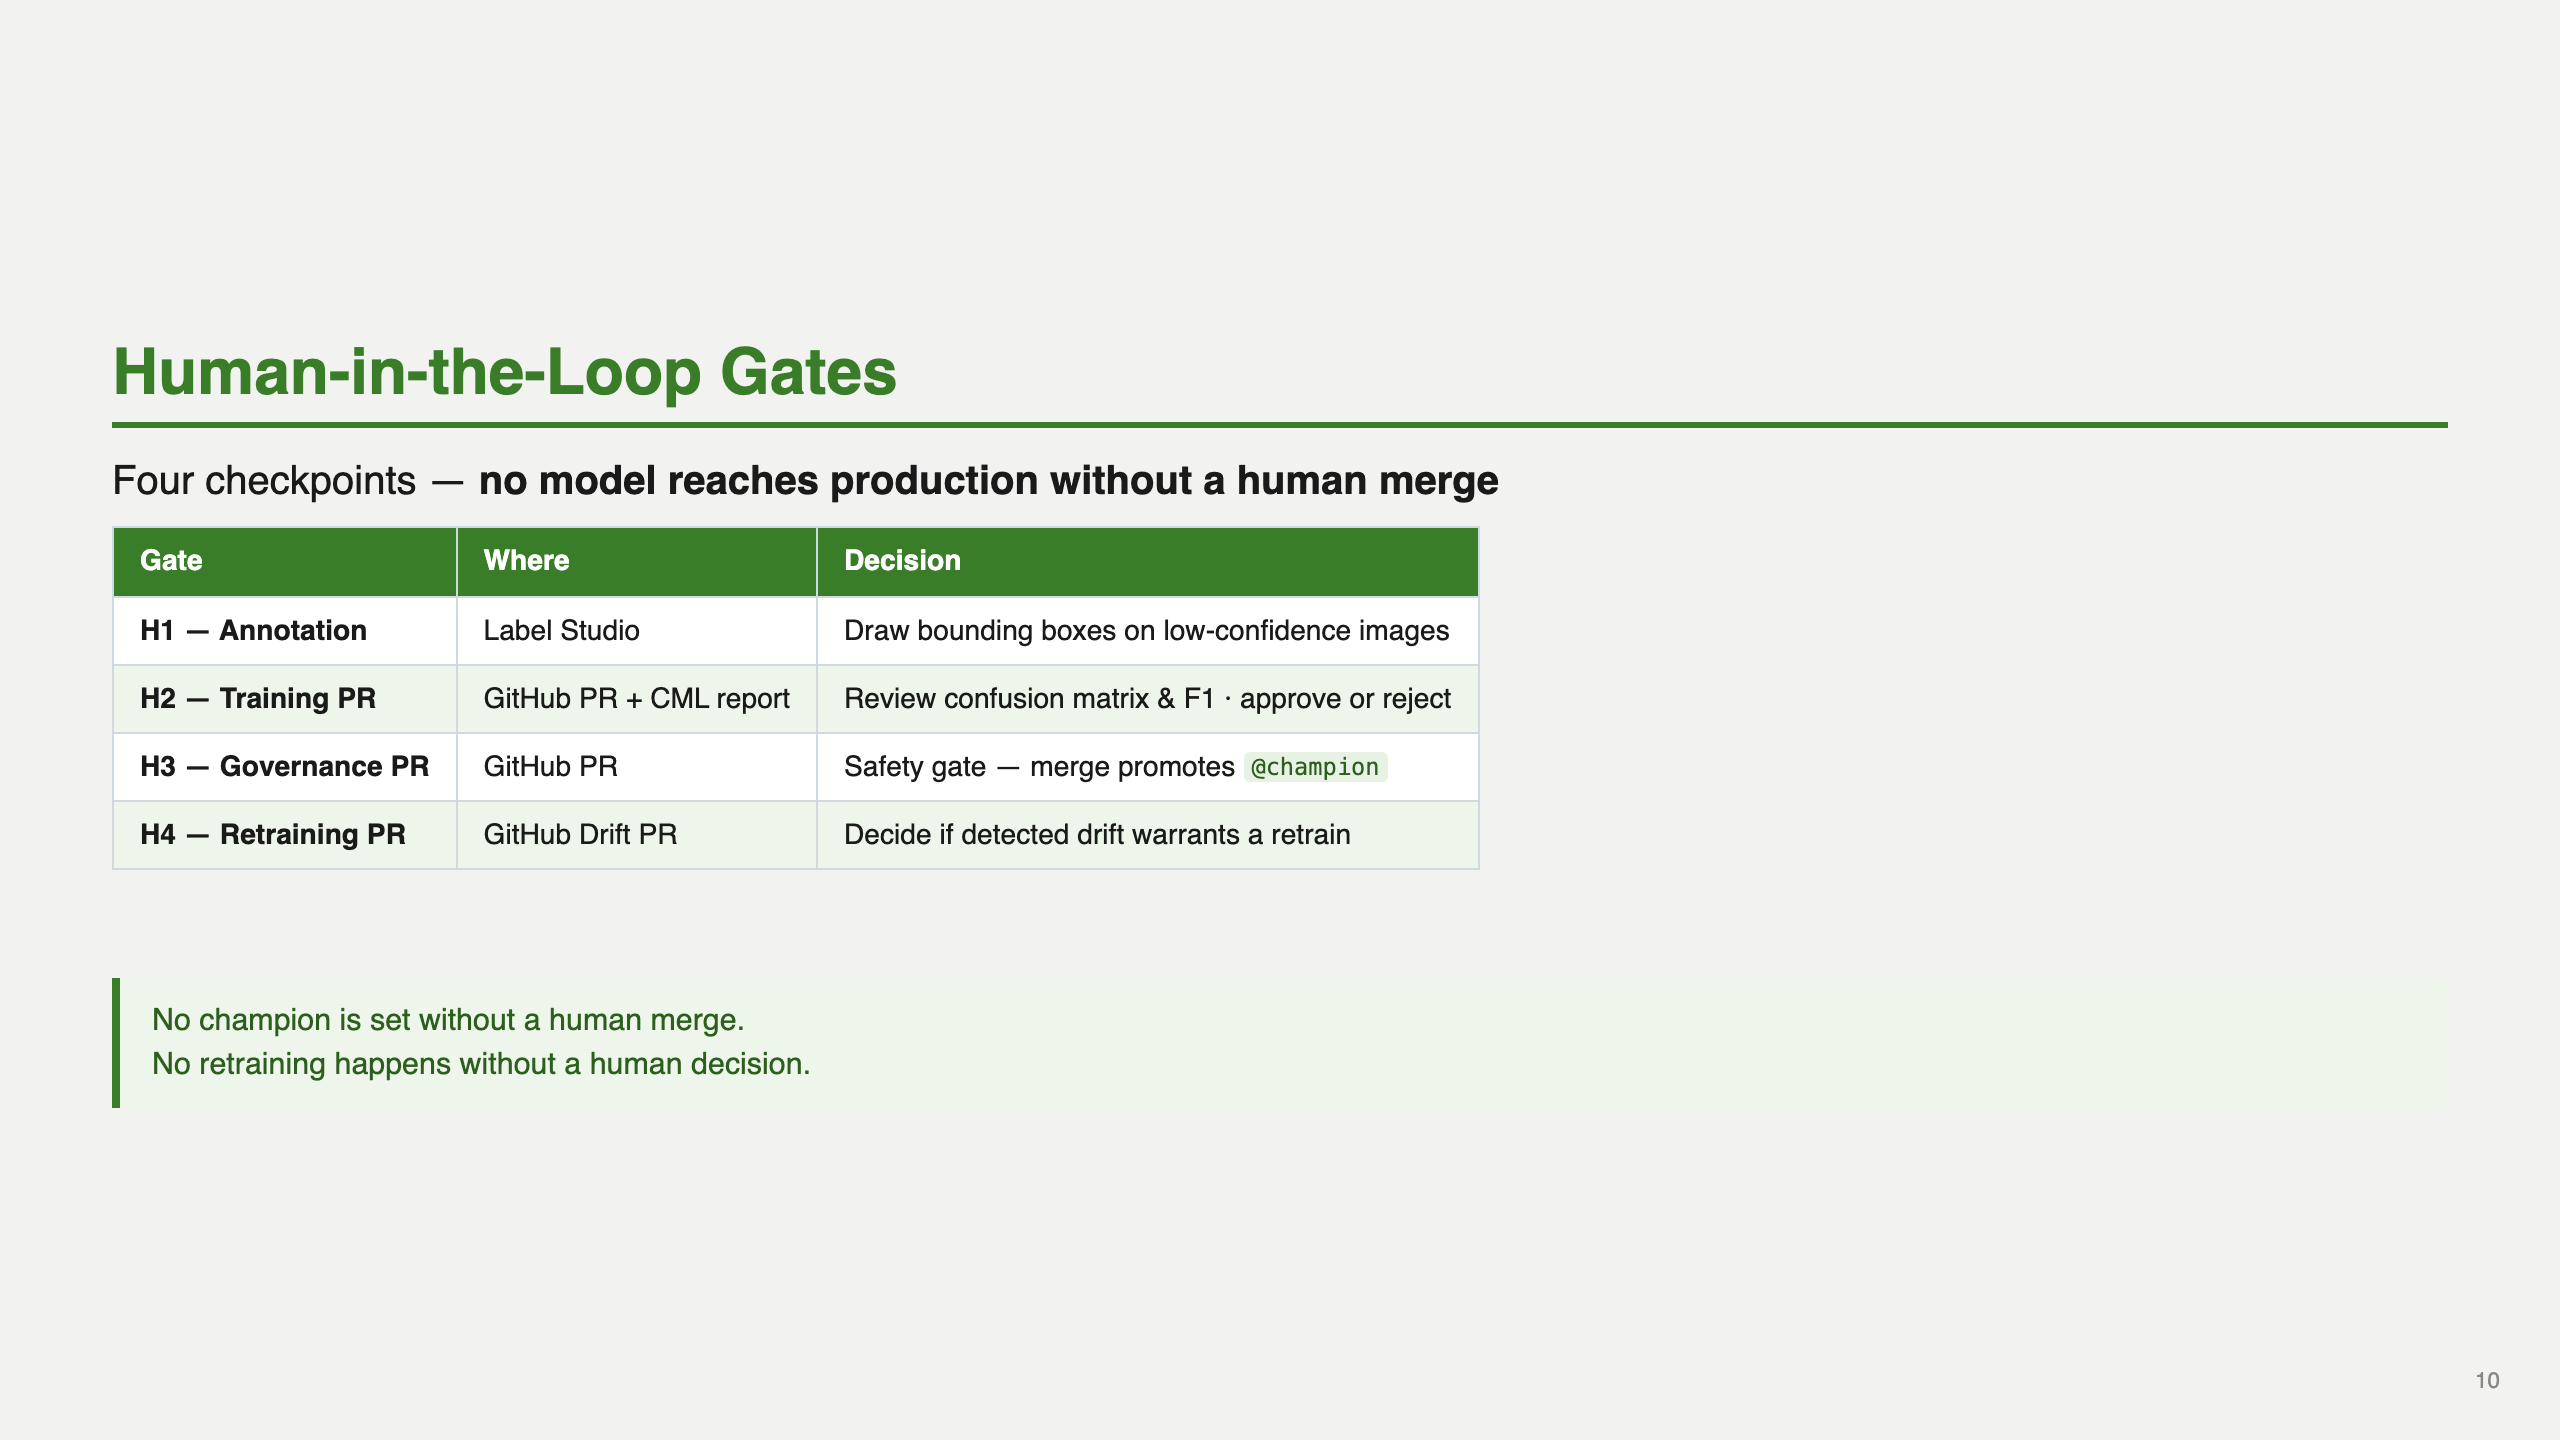 Human-in-the-Loop Gates
Four checkpoints — no model reaches production without a human merge
Gate Where Decision
H1 — Annotation Label Studio Draw bounding boxes on low-confidence images
H2 — Training PR GitHub PR + CML report Review confusion matrix & F1 · approve or reject
H3 — Governance PR GitHub PR Safety gate — merge promotes @champion
H4 — Retraining PR GitHub Drift PR Decide if detected drift warrants a retrain
No champion is set without a human merge.
No retraining happens without a human decision.
10